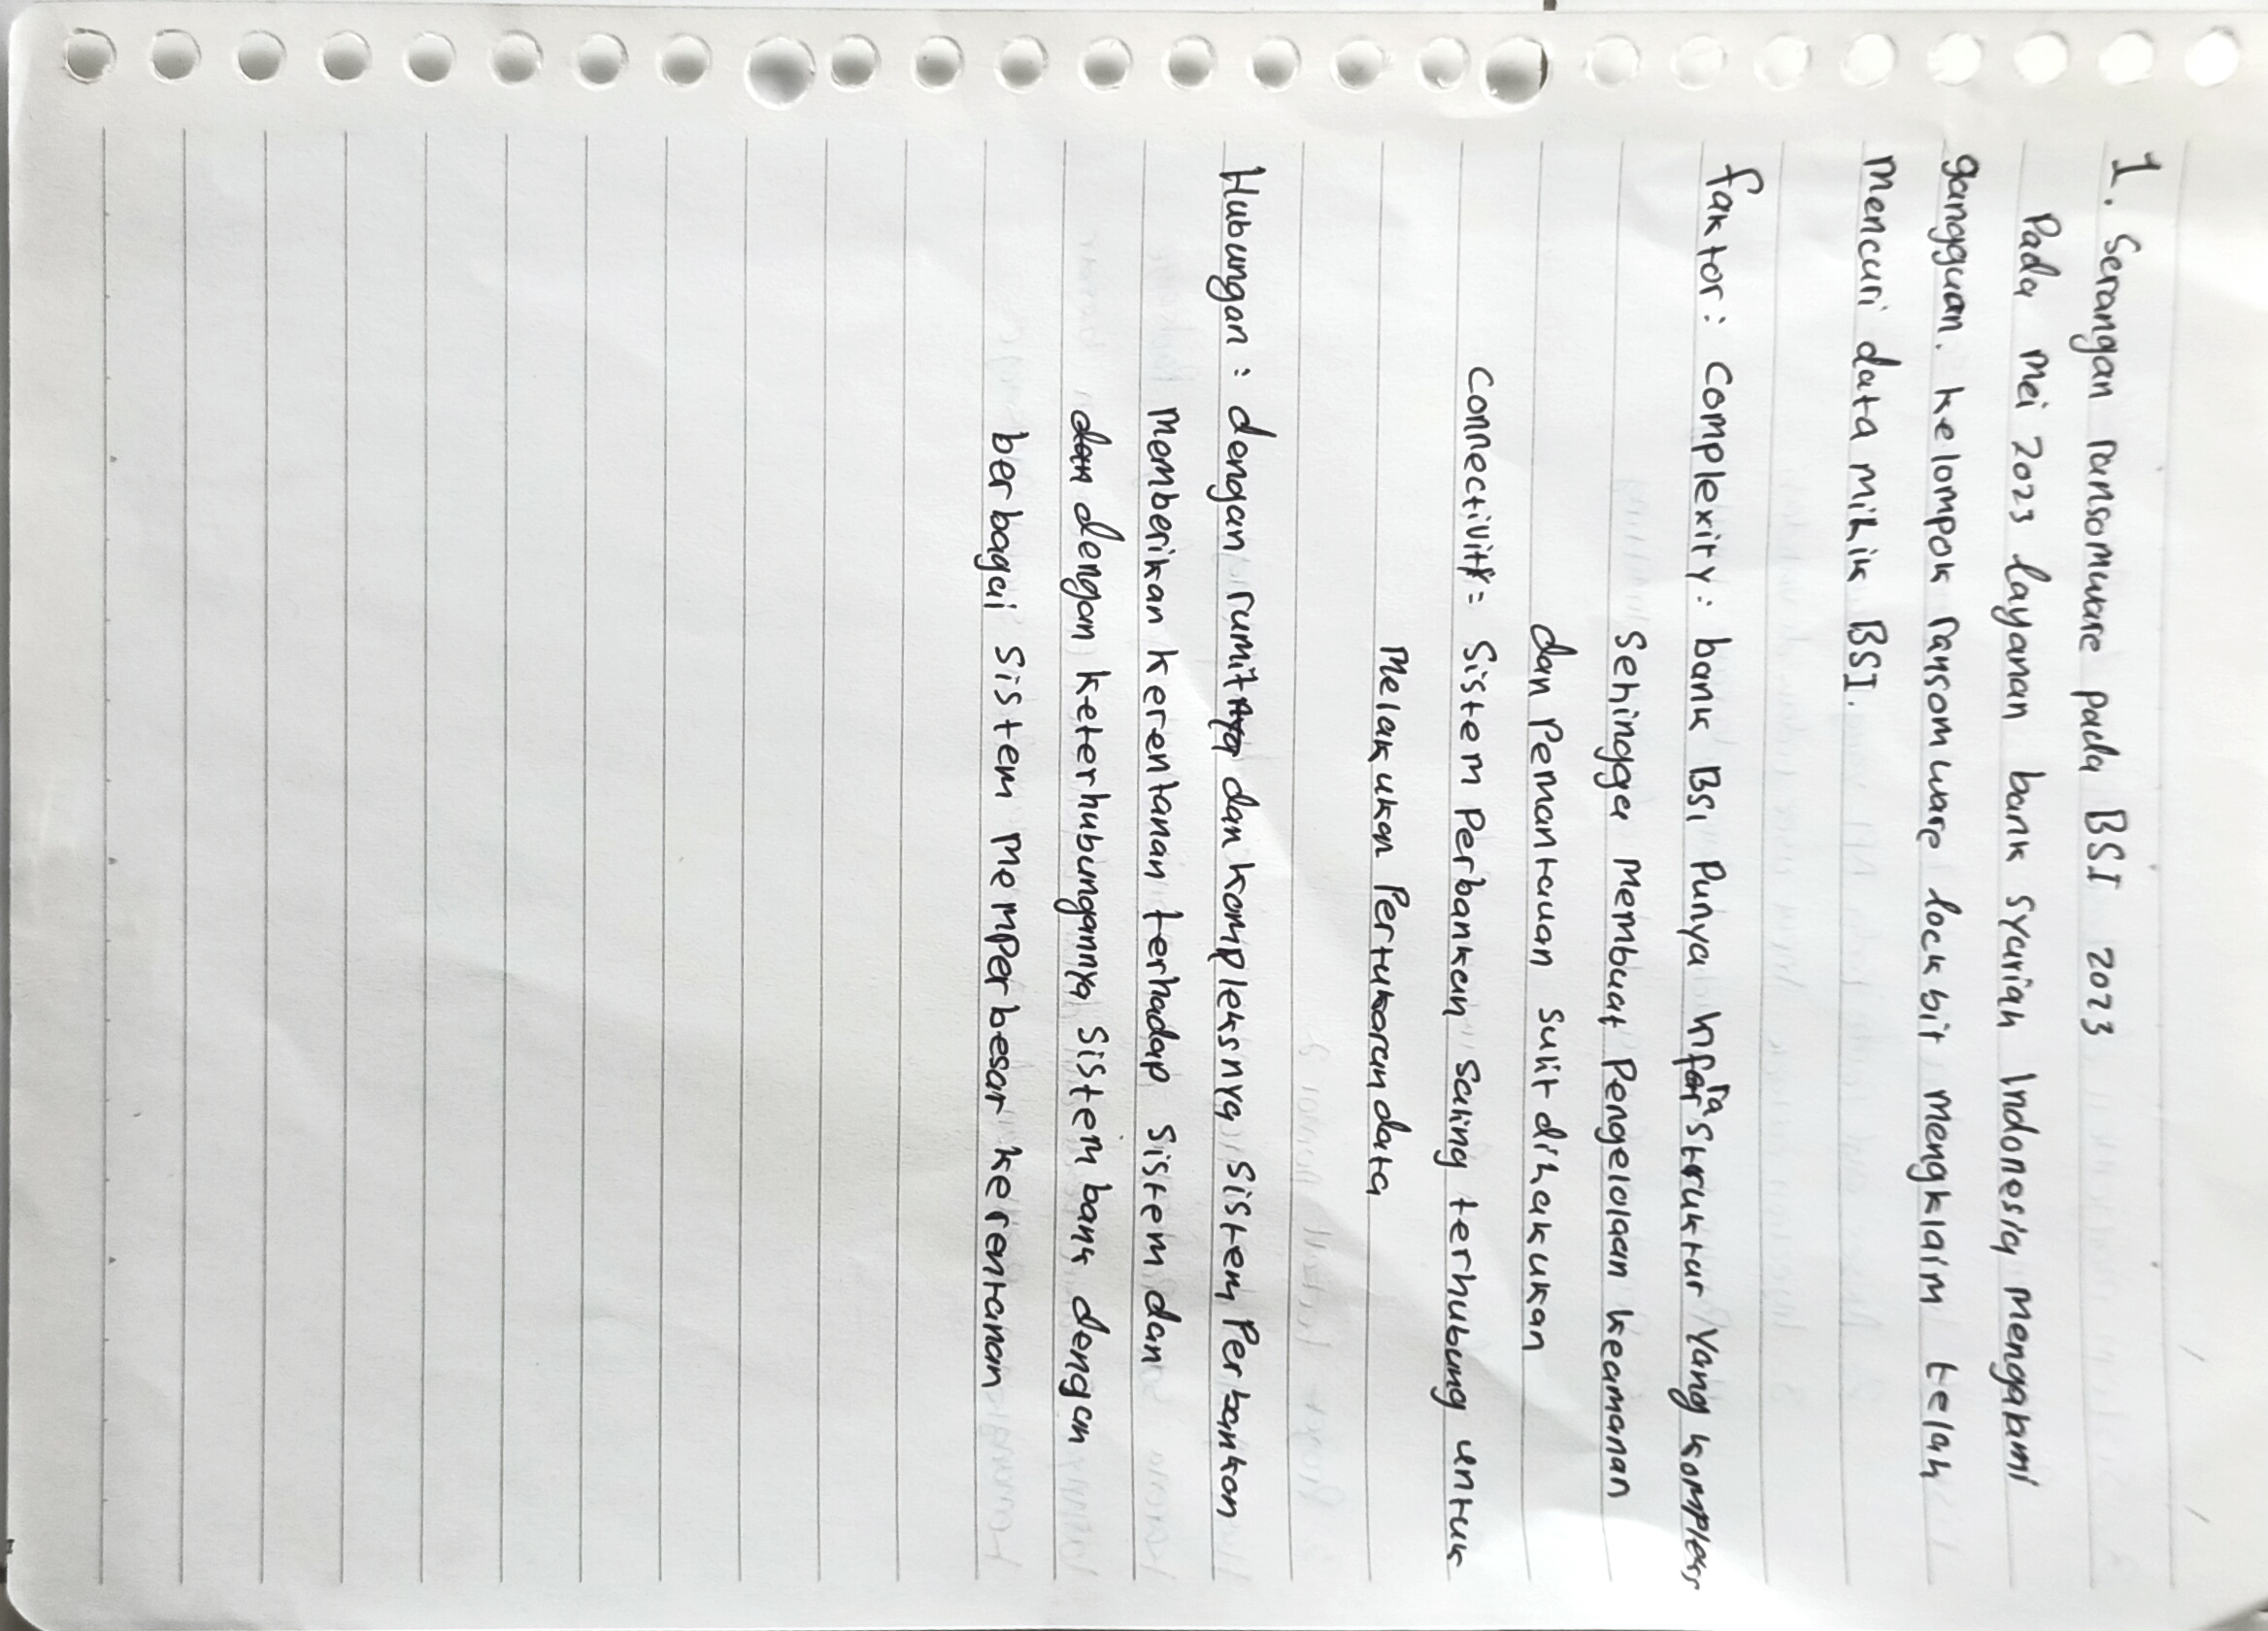 1. Serangan ransomware pada BSI 2023
Pada Mei 2023 layanan bank syariah Indonesia mengalami
gangguan. Kelompok ransomware lockbit mengklaim telah
mencuri data milik BSI.
faktor: Complexity: bank BSI Punya infrastruktur yang kompleks
Sehingga membuat Pengelolaan keamanan
dan Pemantauan sulit dilakukan
Connectivity= Sistem Perbankan saling terhubung untuk
Melakukan Pertukaran data
Hubungan: dengan rumit dan kompleksnya sistem Perbankan
memberikan kerentanan terhadap sistem dan
dengan keterhubungannya sistem bank dengan
berbagai sistem memperbesar kerentanan